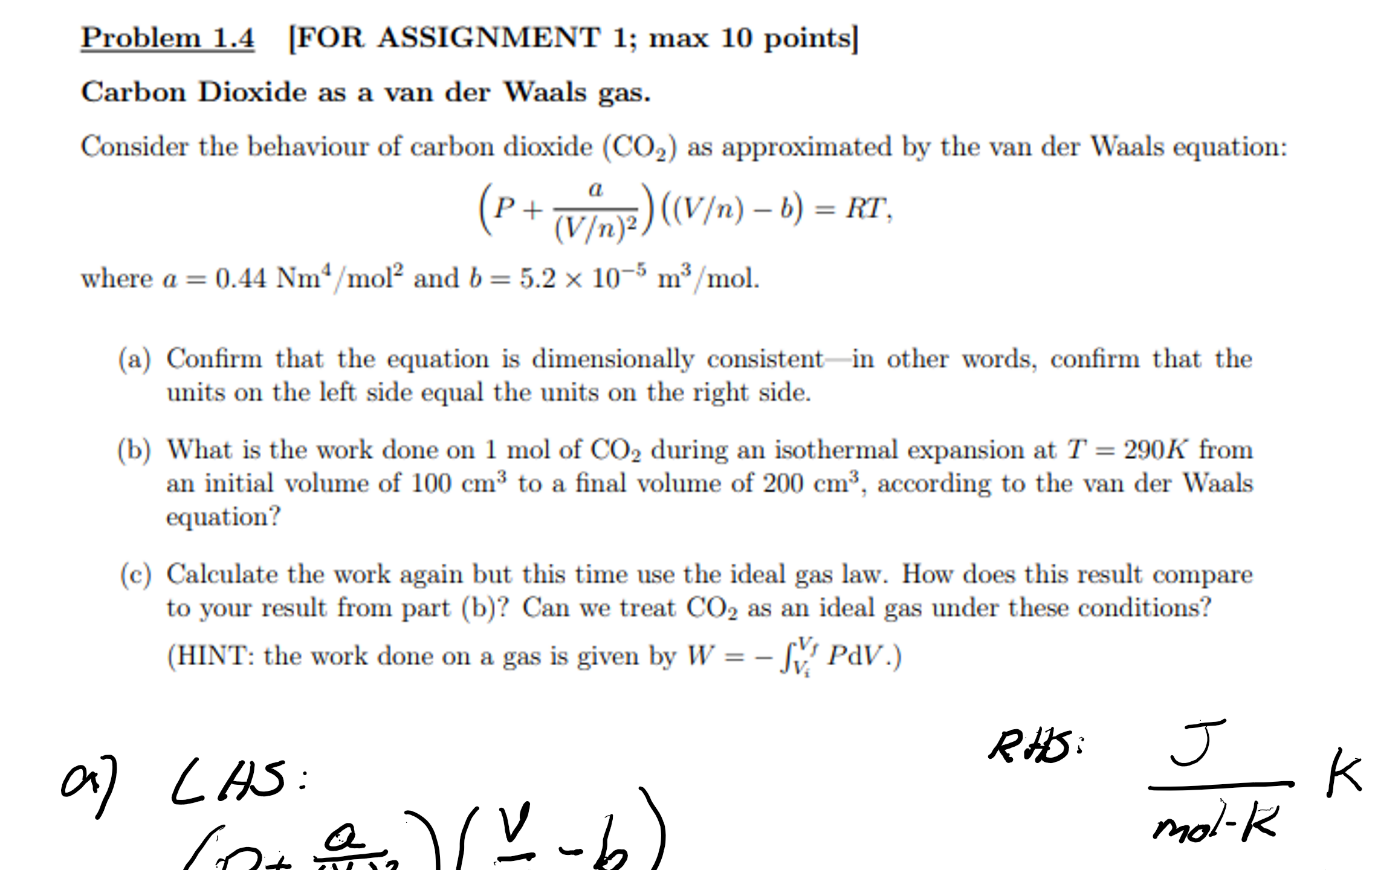 Problem 1.4 [FOR ASSIGNMENT 1; max 10 points]
Carbon Dioxide as a van der Waals gas.
Consider the behaviour of carbon dioxide (CO₂) as approximated by the van der Waals equation:
(P + a/(V/n)²)((V/n) − b) = RT,
where a = 0.44 Nm⁴/mol² and b = 5.2 × 10⁻⁵ m³/mol.
(a) Confirm that the equation is dimensionally consistent—in other words, confirm that the
units on the left side equal the units on the right side.
(b) What is the work done on 1 mol of CO₂ during an isothermal expansion at T = 290K from
an initial volume of 100 cm³ to a final volume of 200 cm³, according to the van der Waals
equation?
(c) Calculate the work again but this time use the ideal gas law. How does this result compare
to your result from part (b)? Can we treat CO₂ as an ideal gas under these conditions?
(HINT: the work done on a gas is given by W = − ∫_{V_i}^{V_f} PdV.)
a) LHS:
RHS: J/mol-K K